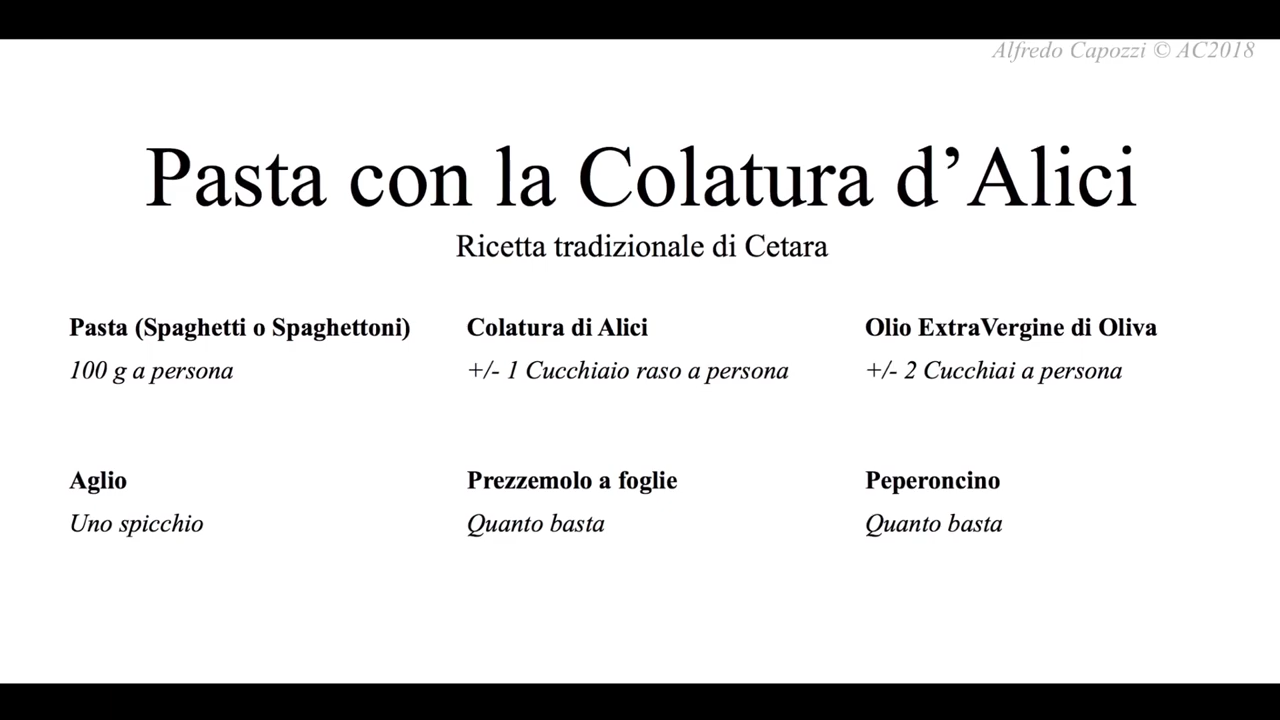 Alfredo Capozzi © AC2018
Pasta con la Colatura d’Alici
Ricetta tradizionale di Cetara
Pasta (Spaghetti o Spaghettoni)
100 g a persona
Colatura di Alici
+/- 1 Cucchiaio raso a persona
Olio ExtraVergine di Oliva
+/- 2 Cucchiai a persona
Aglio
Uno spicchio
Prezzemolo a foglie
Quanto basta
Peperoncino
Quanto basta